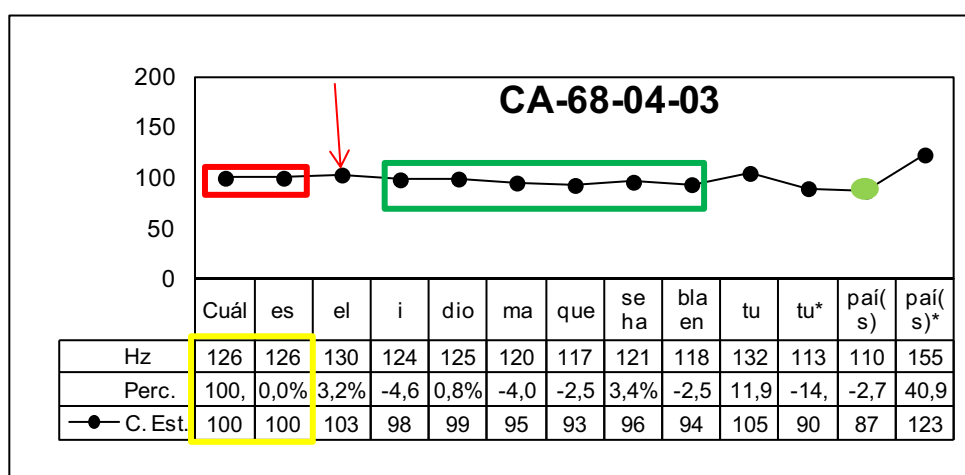 CA-68-04-03
200
150
100
50
0
Cuál es el i dio ma que se ha bla en tu tu* paí(s) paí(s)*
Hz 126 126 130 124 125 120 117 121 118 132 113 110 155
Perc. 100, 0,0% 3,2% -4,6 0,8% -4,0 -2,5 3,4% -2,5 11,9 -14, -2,7 40,9
C. Est. 100 100 103 98 99 95 93 96 94 105 90 87 123